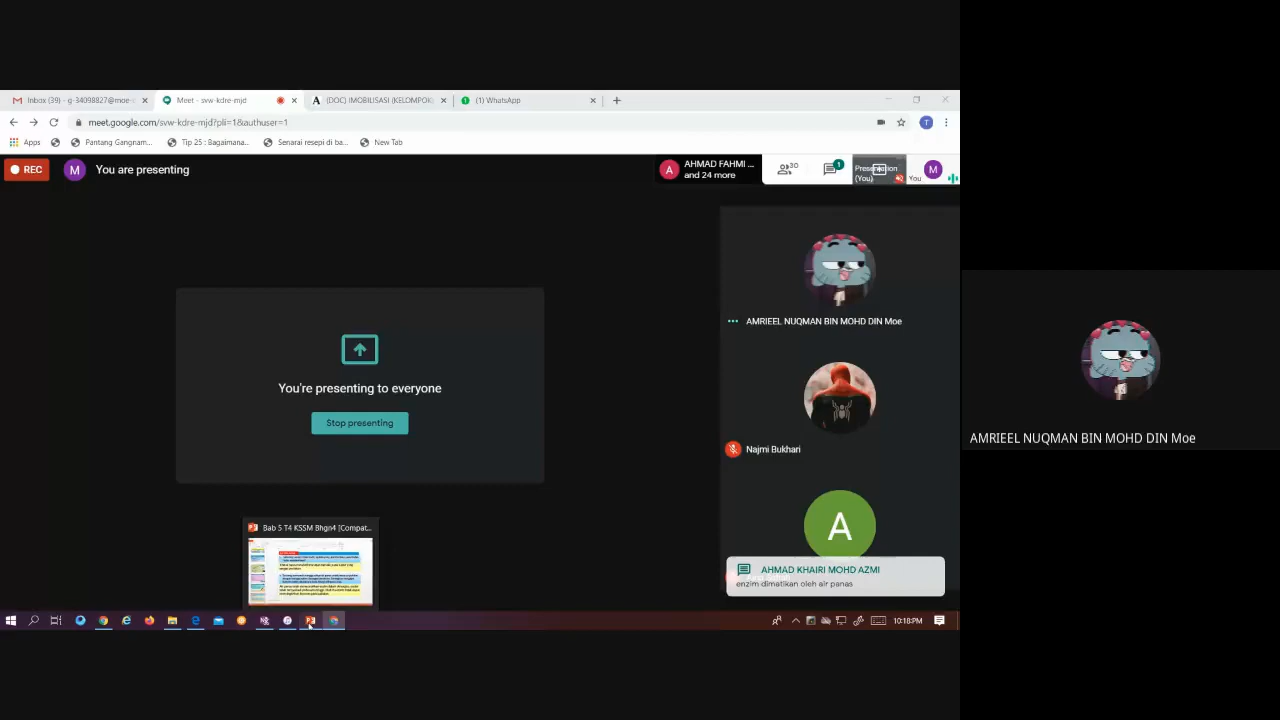 Inbox (39) - g-34098827@moe-
Meet - svw-kdre-mjd
(DOC) IMOBILISASI (KELOMPOK
(1) WhatsApp
meet.google.com/svw-kdre-mjd?pli=1&authuser=1
T
Apps
Pantang Gangnam...
Tip 25 : Bagaimana...
Senarai resepi di ba...
New Tab
REC
M
You are presenting
A
AHMAD FAHMI ...
and 24 more
30
1
Presentation
(You)
You
M
AMRIEEL NUQMAN BIN MOHD DIN Moe
You're presenting to everyone
Stop presenting
Najmi Bukhari
A
AHMAD KHAIRI MOHD AZMI
enzim dimatikan oleh air panas
Bab 5 T4 KSSM Bhgn4 [Compat...
10:18 PM
AMRIEEL NUQMAN BIN MOHD DIN Moe